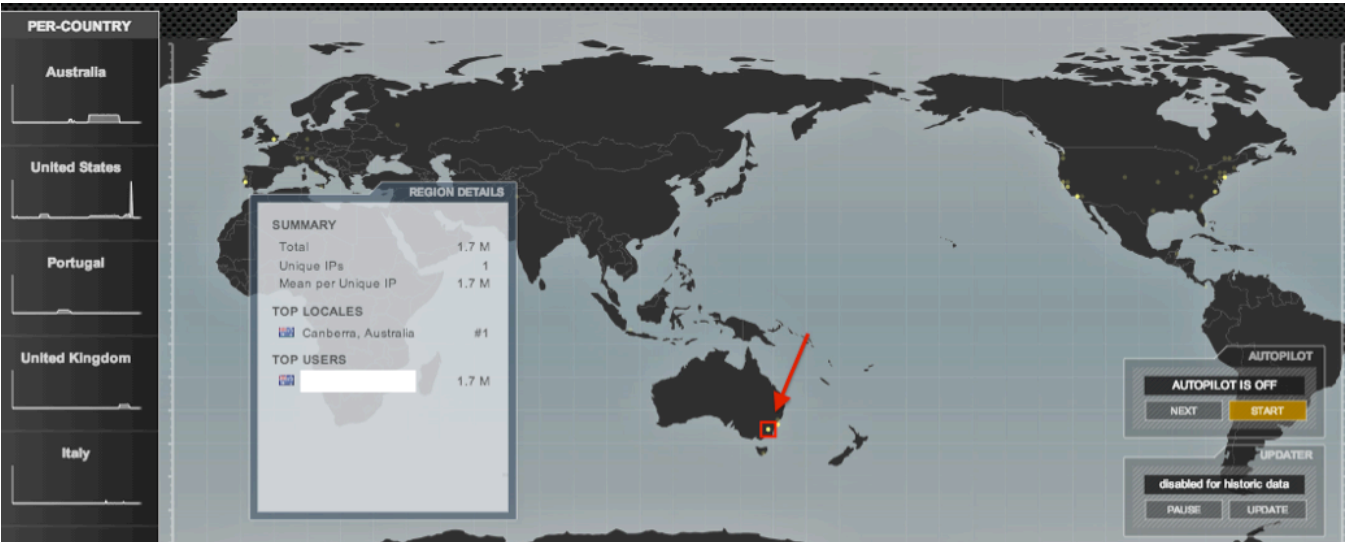 PER-COUNTRY
Australia
United States
Portugal
United Kingdom
Italy
REGION DETAILS
SUMMARY
Total 1.7 M
Unique IPs 1
Mean per Unique IP 1.7 M
TOP LOCALES
Canberra, Australia #1
TOP USERS
1.7 M
AUTOPILOT
AUTOPILOT IS OFF
NEXT START
UPDATER
disabled for historic data
PAUSE UPDATE